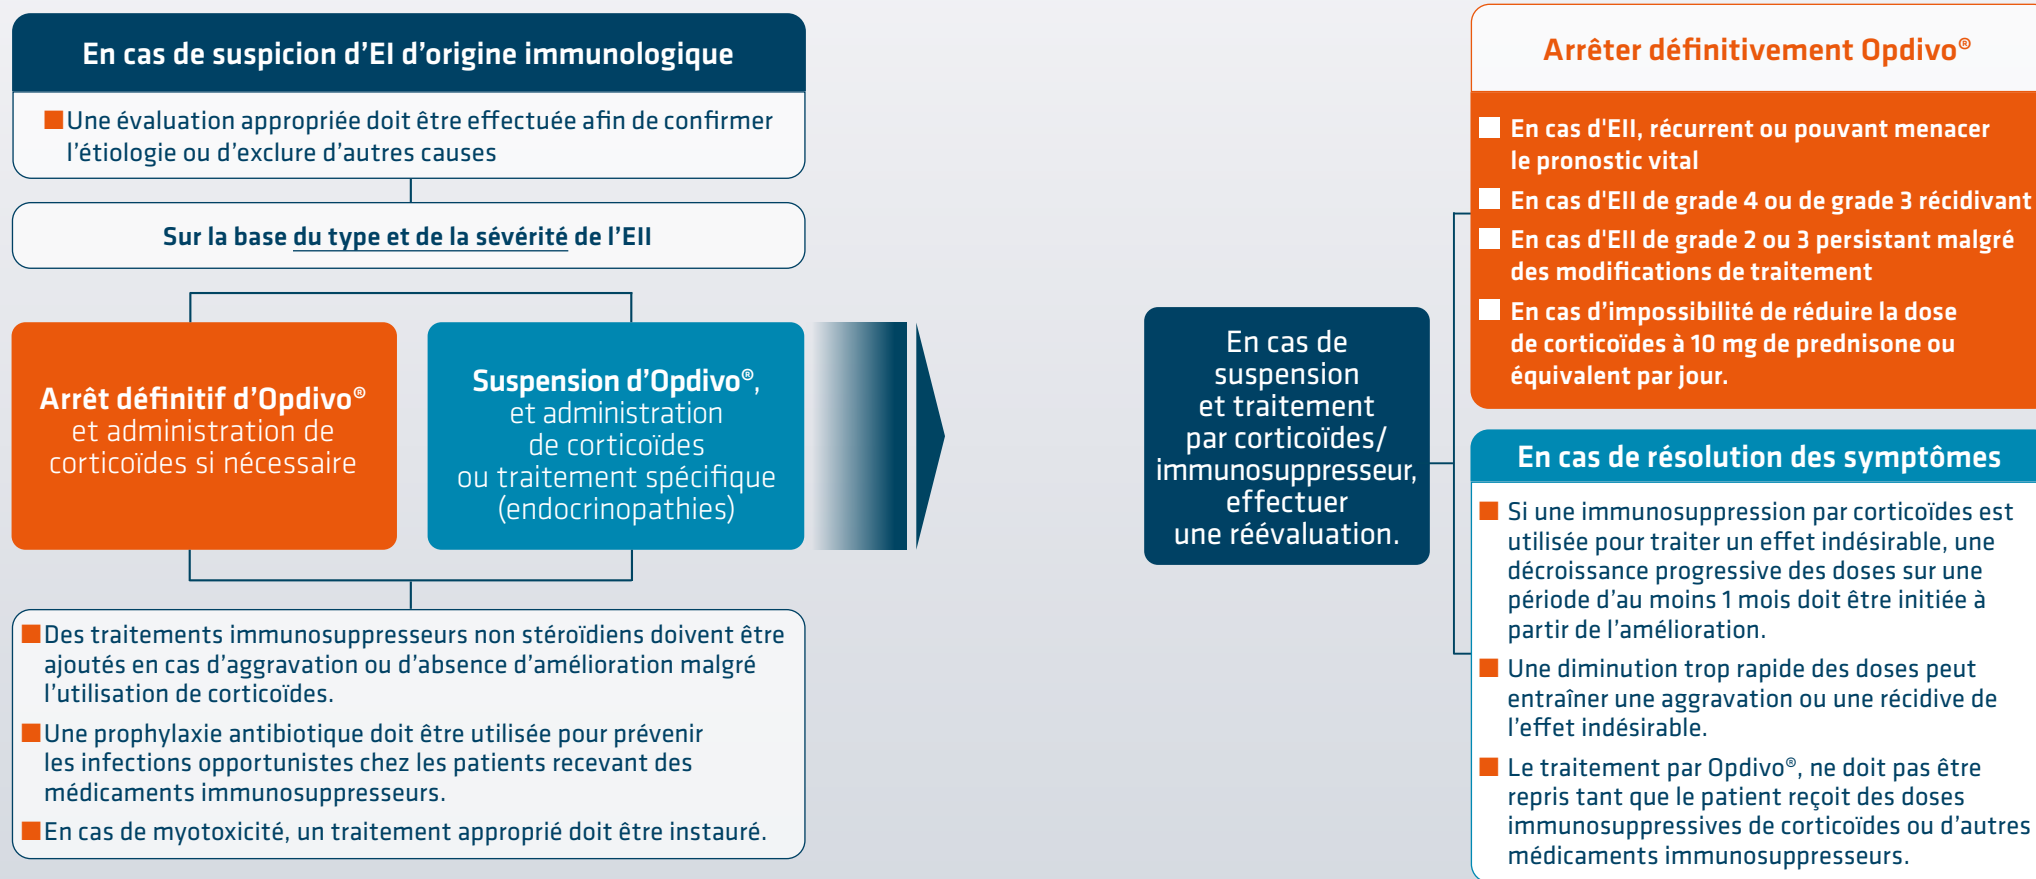 En cas de suspicion d’EI d’origine immunologique
Une évaluation appropriée doit être effectuée afin de confirmer
l’étiologie ou d’exclure d’autres causes
Sur la base du type et de la sévérité de l’EII
Arrêt définitif d’Opdivo®
et administration de
corticoïdes si nécessaire
Suspension d’Opdivo®,
et administration
de corticoïdes
ou traitement spécifique
(endocrinopathies)
Des traitements immunosuppresseurs non stéroïdiens doivent être
ajoutés en cas d’aggravation ou d’absence d’amélioration malgré
l’utilisation de corticoïdes.
Une prophylaxie antibiotique doit être utilisée pour prévenir
les infections opportunistes chez les patients recevant des
médicaments immunosuppresseurs.
En cas de myotoxicité, un traitement approprié doit être instauré.
En cas de
suspension
et traitement
par corticoïdes/
immunosuppresseur,
effectuer
une réévaluation.
Arrêter définitivement Opdivo®
En cas d'EII, récurrent ou pouvant menacer
le pronostic vital
En cas d'EII de grade 4 ou de grade 3 récidivant
En cas d'EII de grade 2 ou 3 persistant malgré
des modifications de traitement
En cas d’impossibilité de réduire la dose
de corticoïdes à 10 mg de prednisone ou
équivalent par jour.
En cas de résolution des symptômes
Si une immunosuppression par corticoïdes est
utilisée pour traiter un effet indésirable, une
décroissance progressive des doses sur une
période d’au moins 1 mois doit être initiée à
partir de l’amélioration.
Une diminution trop rapide des doses peut
entraîner une aggravation ou une récidive de
l’effet indésirable.
Le traitement par Opdivo®, ne doit pas être
repris tant que le patient reçoit des doses
immunosuppressives de corticoïdes ou d’autres
médicaments immunosuppresseurs.